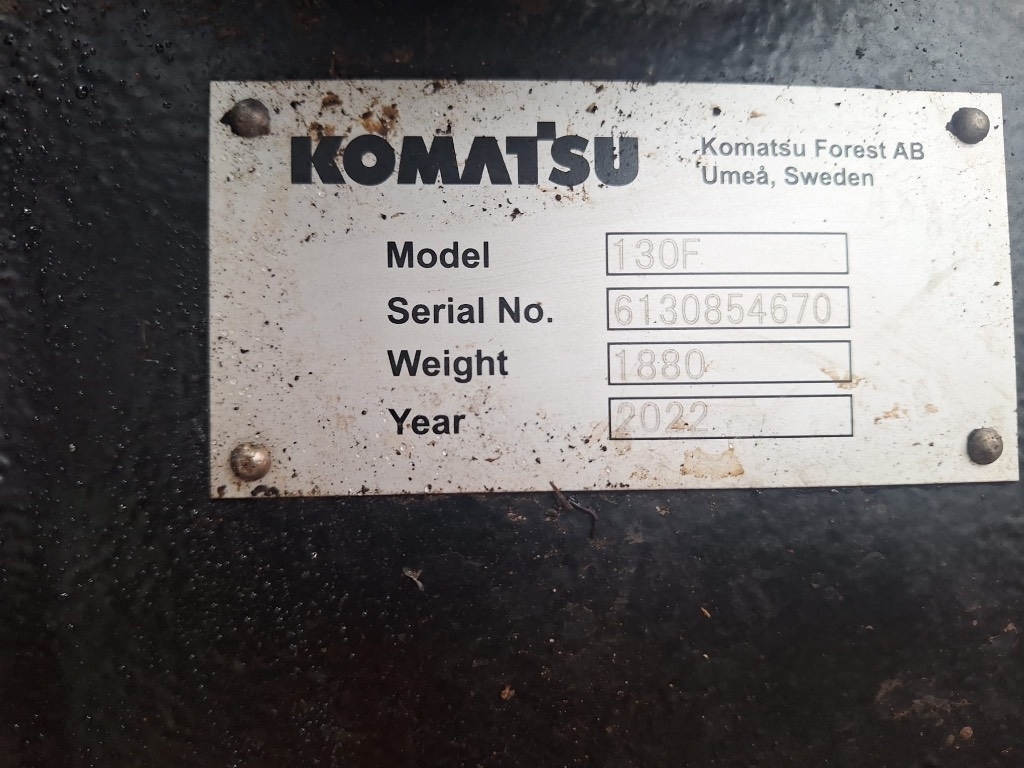 KOMATSU
Komatsu Forest AB
Umeå, Sweden
Model 130F
Serial No. 6130854670
Weight 1880
Year 2022